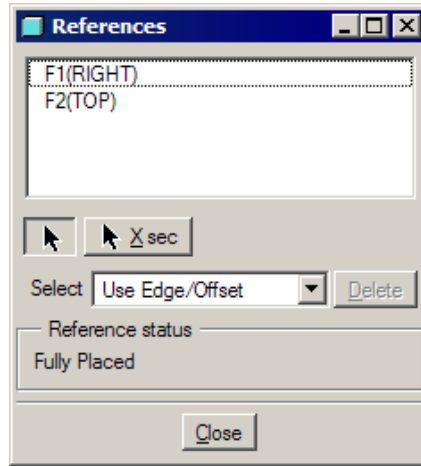 References
F1(RIGHT)
F2(TOP)
X sec
Select Use Edge/Offset Delete
Reference status
Fully Placed
Close